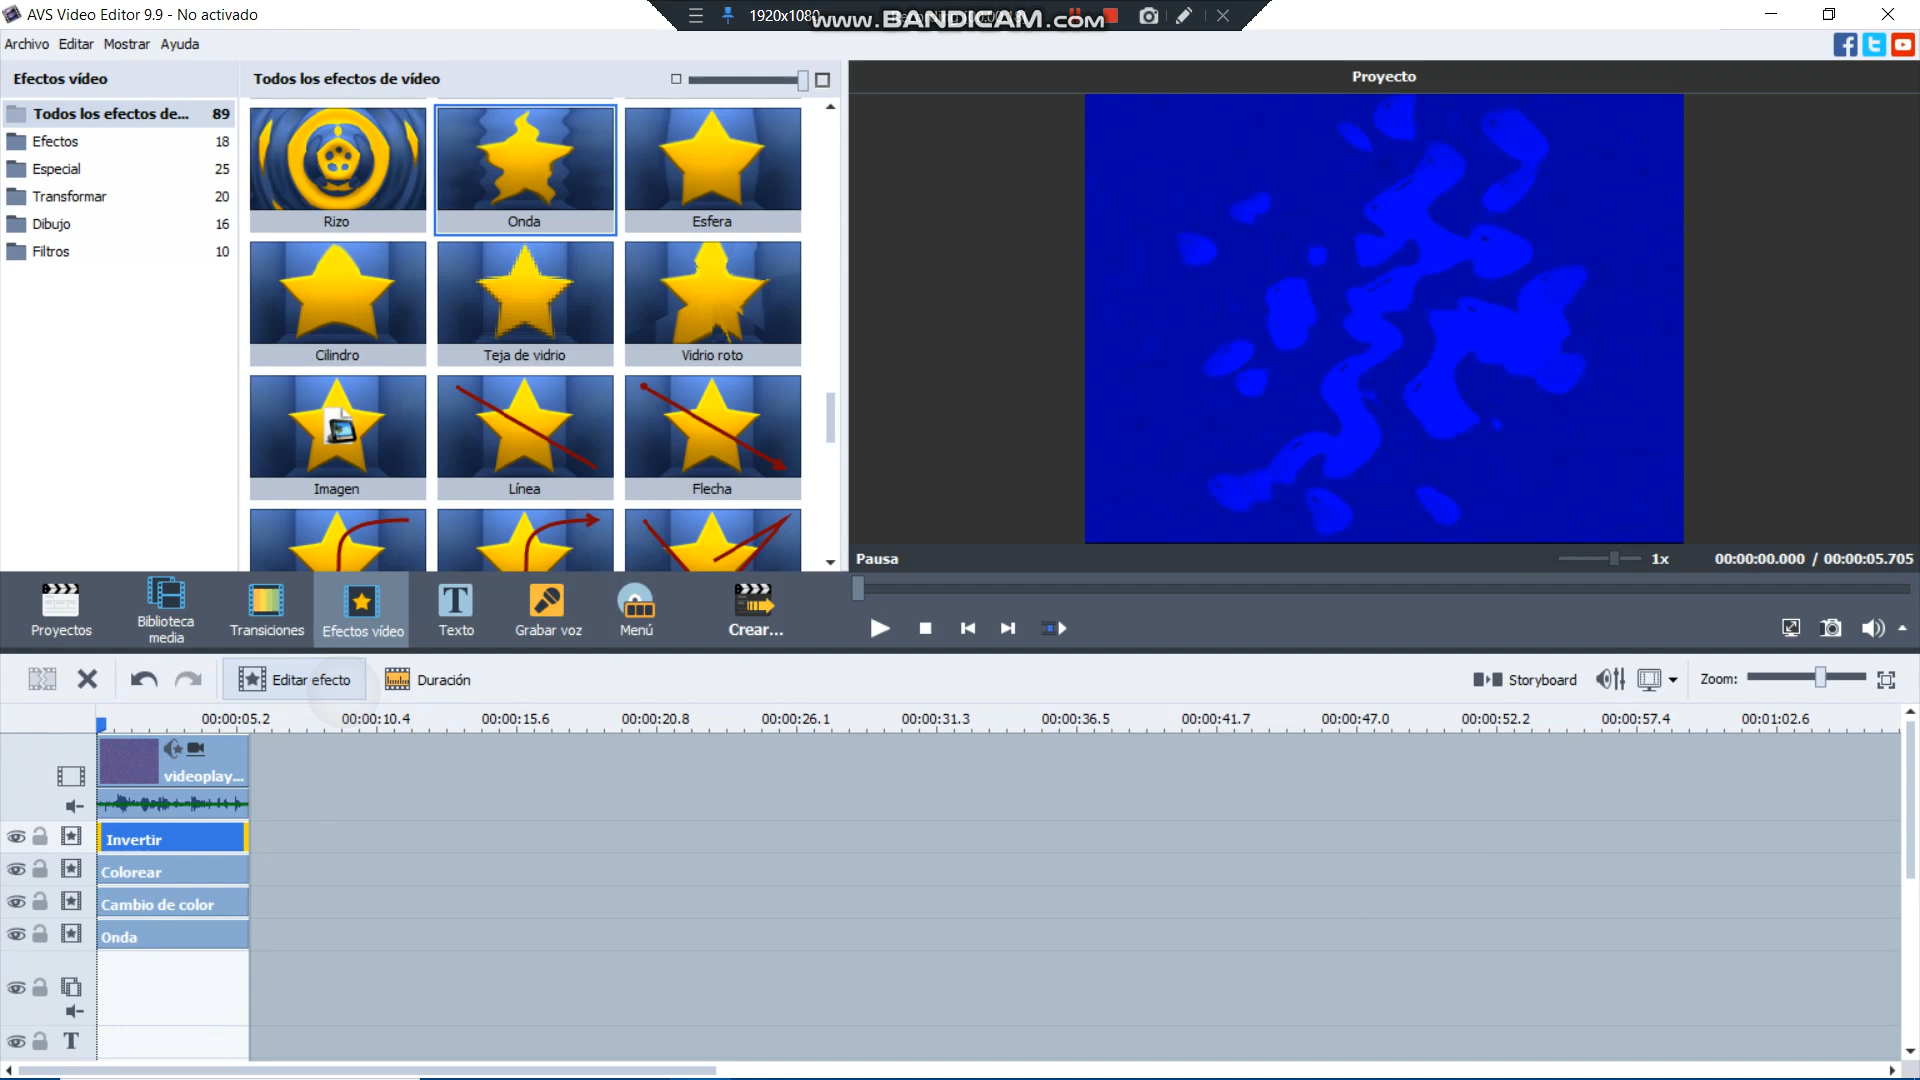 AVS Video Editor 9.9 - No activado
1920x1080
www.BANDICAM.com
Archivo Editar Mostrar Ayuda
Efectos vídeo
Todos los efectos de vídeo
Proyecto
Todos los efectos de... 89
Efectos 18
Especial 25
Transformar 20
Dibujo 16
Filtros 10
Rizo Onda Esfera
Cilindro Teja de vidrio Vidrio roto
Imagen Línea Flecha
Pausa
1x
00:00:00.000 / 00:00:05.705
Proyectos
Biblioteca media
Transiciones
Efectos vídeo
T
Texto
Grabar voz
Menú
Crear...
Editar efecto
Duración
Storyboard
Zoom:
00:00:05.2 00:00:10.4 00:00:15.6 00:00:20.8 00:00:26.1 00:00:31.3 00:00:36.5 00:00:41.7 00:00:47.0 00:00:52.2 00:00:57.4 00:01:02.6
videoplay...
Invertir
Colorear
Cambio de color
Onda
T